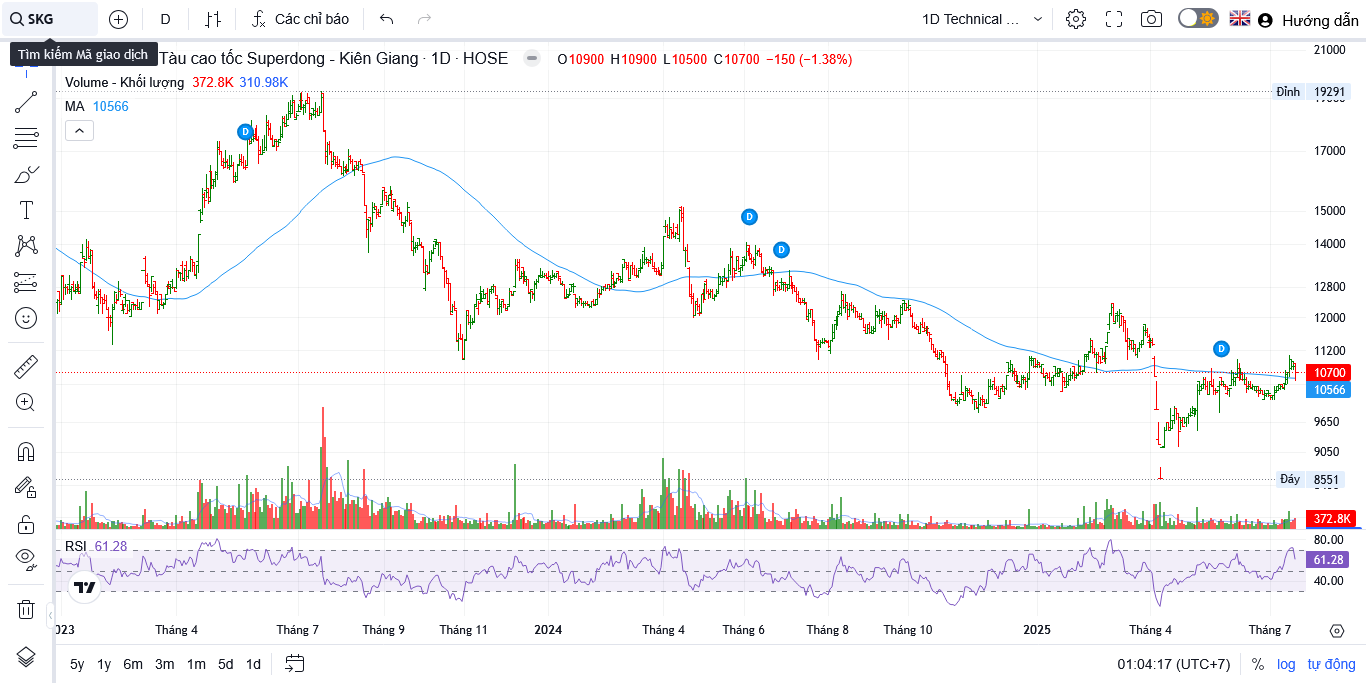 SKG
D
Các chỉ báo
1D Technical ...
Hướng dẫn
Tìm kiếm Mã giao dịch
Tàu cao tốc Superdong - Kiên Giang · 1D · HOSE
O10900 H10900 L10500 C10700 −150 (−1.38%)
Volume - Khối lượng 372.8K 310.98K
MA 10566
21000
Đỉnh 19291
17000
15000
14000
12800
12000
11200
10700
10566
9650
9050
Đáy 8551
372.8K
D
D
D
D
RSI 61.28
80.00
61.28
40.00
023 Tháng 4 Tháng 7 Tháng 9 Tháng 11 2024 Tháng 4 Tháng 6 Tháng 8 Tháng 10 2025 Tháng 4 Tháng 7
5y 1y 6m 3m 1m 5d 1d
01:04:17 (UTC+7) % log tự động